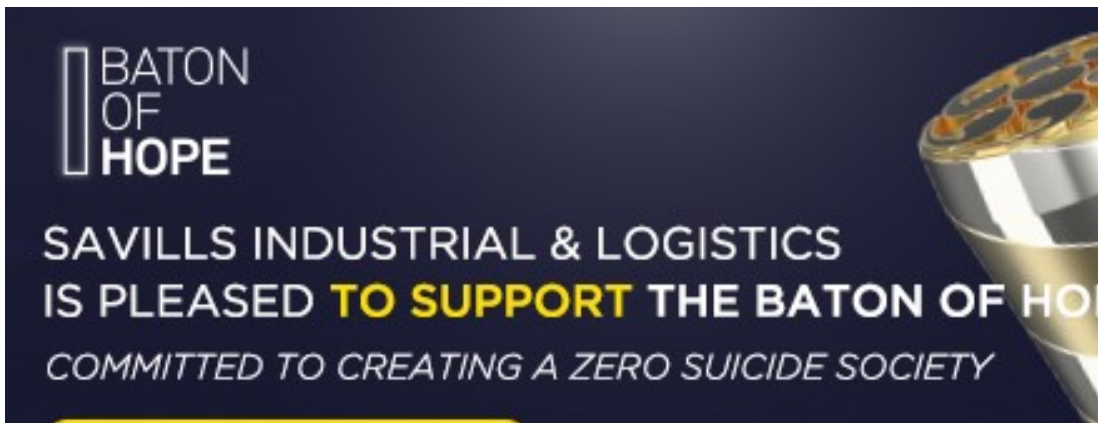 BATON
OF
HOPE
SAVILLS INDUSTRIAL & LOGISTICS
IS PLEASED TO SUPPORT THE BATON OF HO
COMMITTED TO CREATING A ZERO SUICIDE SOCIETY